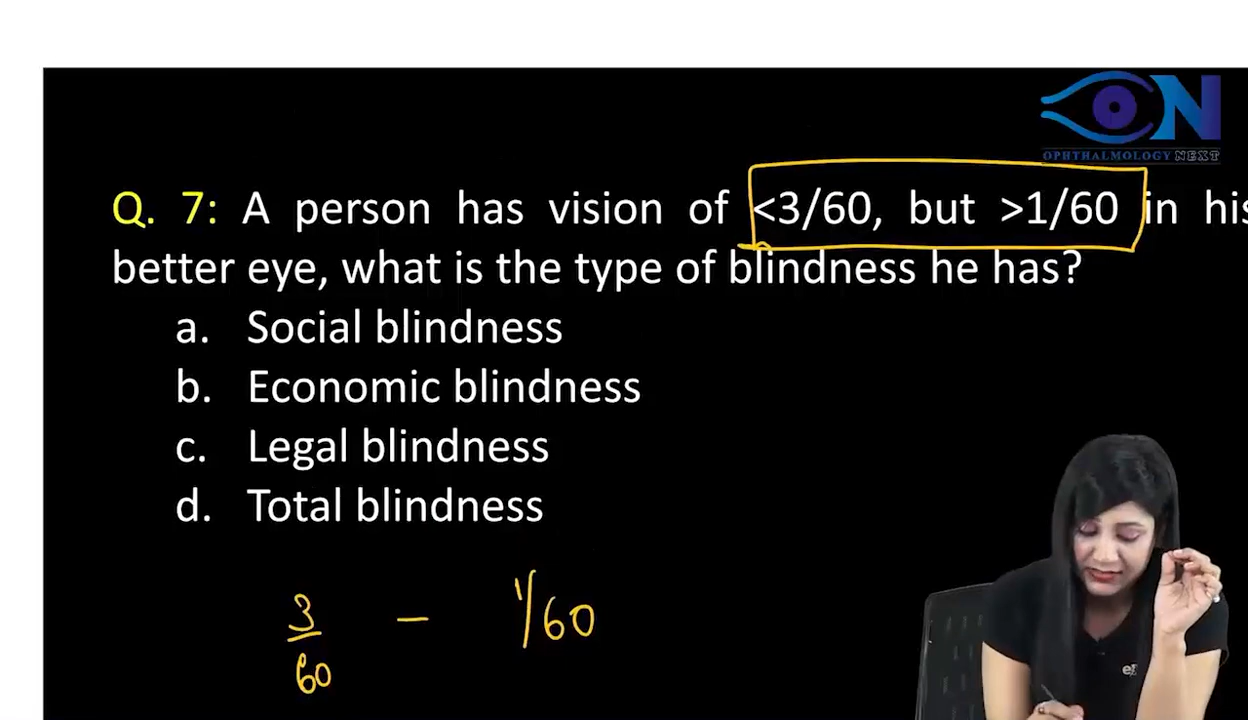 ON
OPHTHALMOLOGY NEXT
Q. 7: A person has vision of <3/60, but >1/60 in his
better eye, what is the type of blindness he has?
a. Social blindness
b. Economic blindness
c. Legal blindness
d. Total blindness
3/60 - 1/60